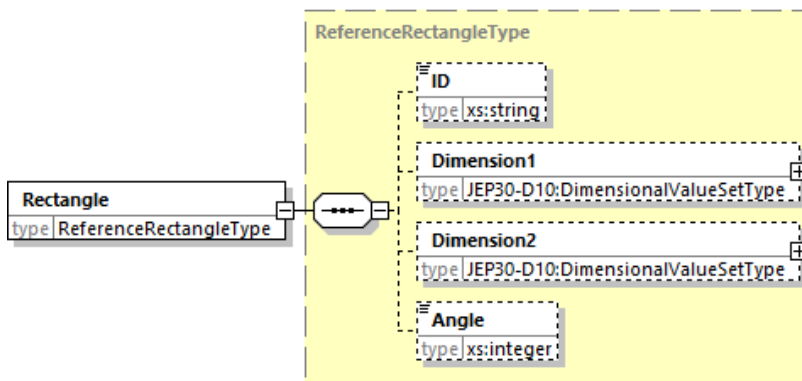 ReferenceRectangleType
ID
type xs:string
Dimension1
type JEP30-D10:DimensionalValueSetType
Rectangle
type ReferenceRectangleType
Dimension2
type JEP30-D10:DimensionalValueSetType
Angle
type xs:integer